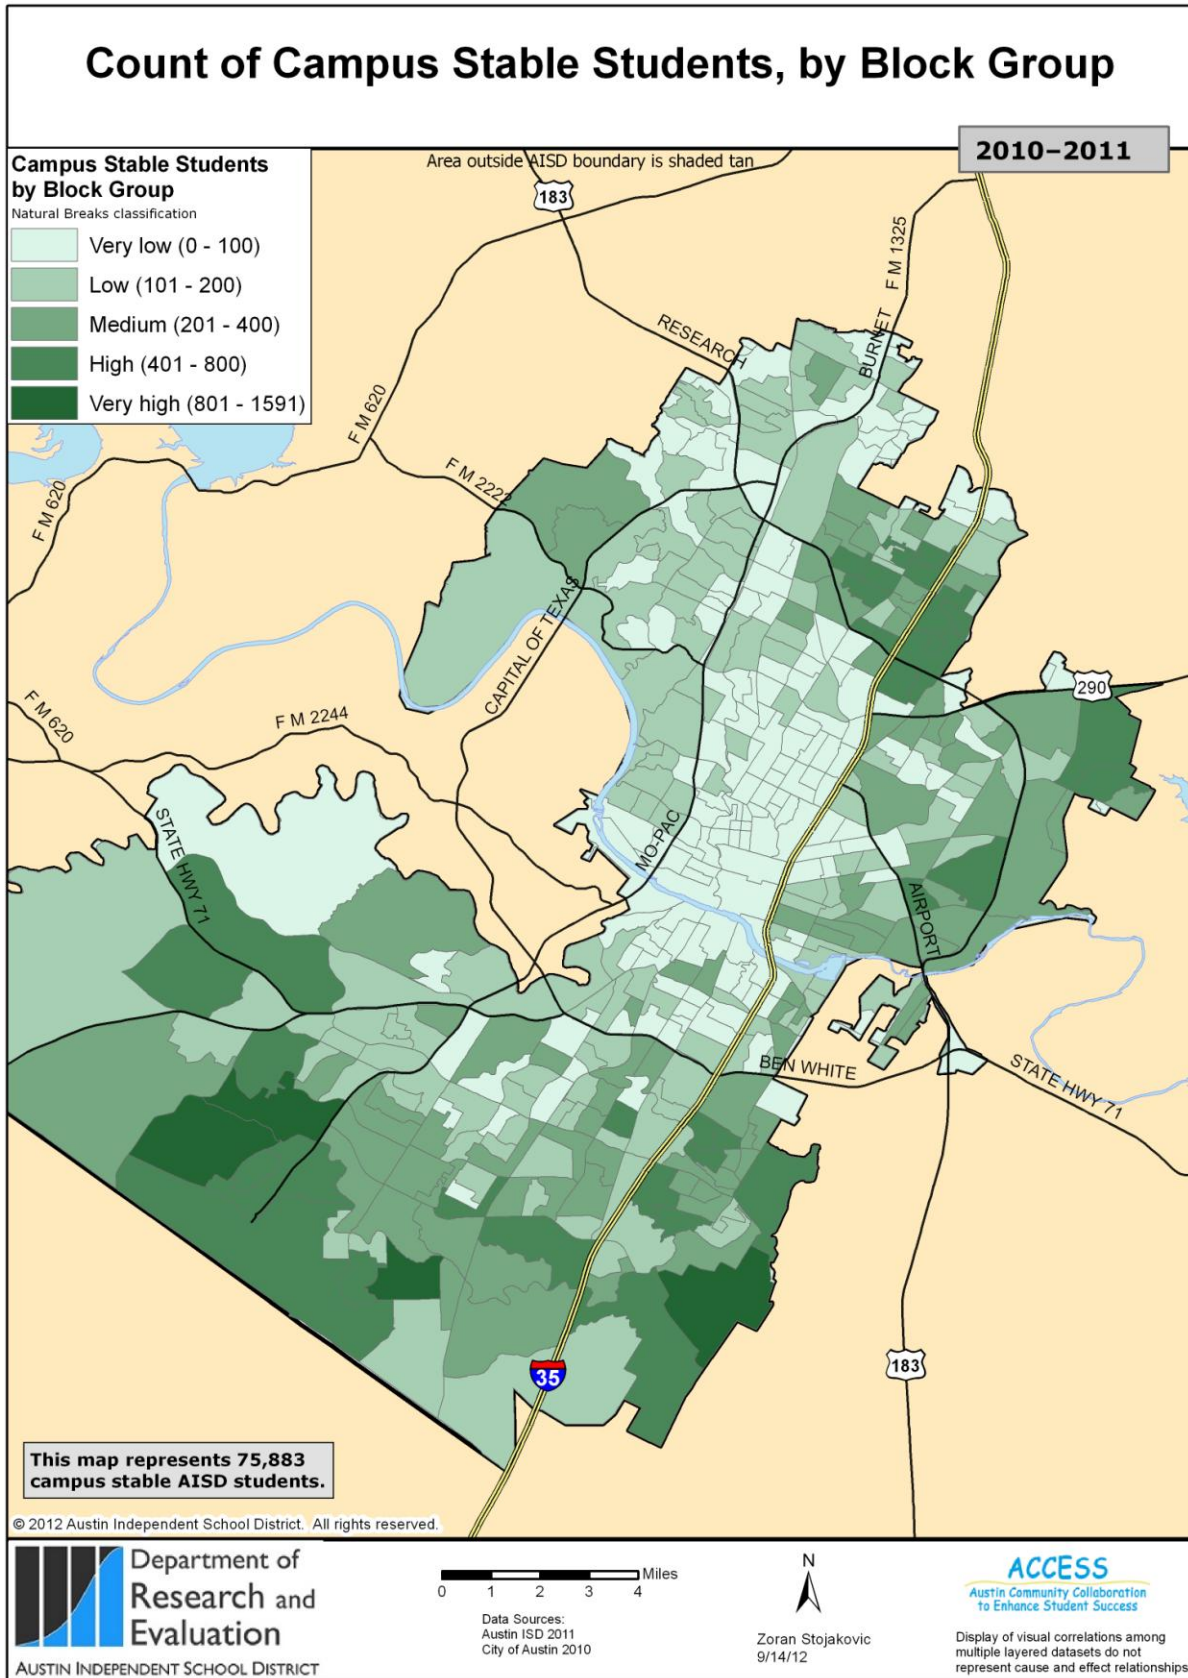 Count of Campus Stable Students, by Block Group
2010–2011
Area outside AISD boundary is shaded tan
Campus Stable Students
by Block Group
Natural Breaks classification
Very low (0 - 100)
Low (101 - 200)
Medium (201 - 400)
High (401 - 800)
Very high (801 - 1591)
183
F M 1325
BURNET
RESEARCH
F M 620
F M 2222
F M 620
CAPITAL OF TEXAS
290
F M 620
F M 2244
STATE HWY 71
MO-PAC
AIRPORT
BEN WHITE
STATE HWY 71
183
35
This map represents 75,883
campus stable AISD students.
© 2012 Austin Independent School District. All rights reserved.
Department of
Research and
Evaluation
AUSTIN INDEPENDENT SCHOOL DISTRICT
0 1 2 3 4 Miles
Data Sources:
Austin ISD 2011
City of Austin 2010
N
Zoran Stojakovic
9/14/12
ACCESS
Austin Community Collaboration
to Enhance Student Success
Display of visual correlations among
multiple layered datasets do not
represent cause and effect relationships